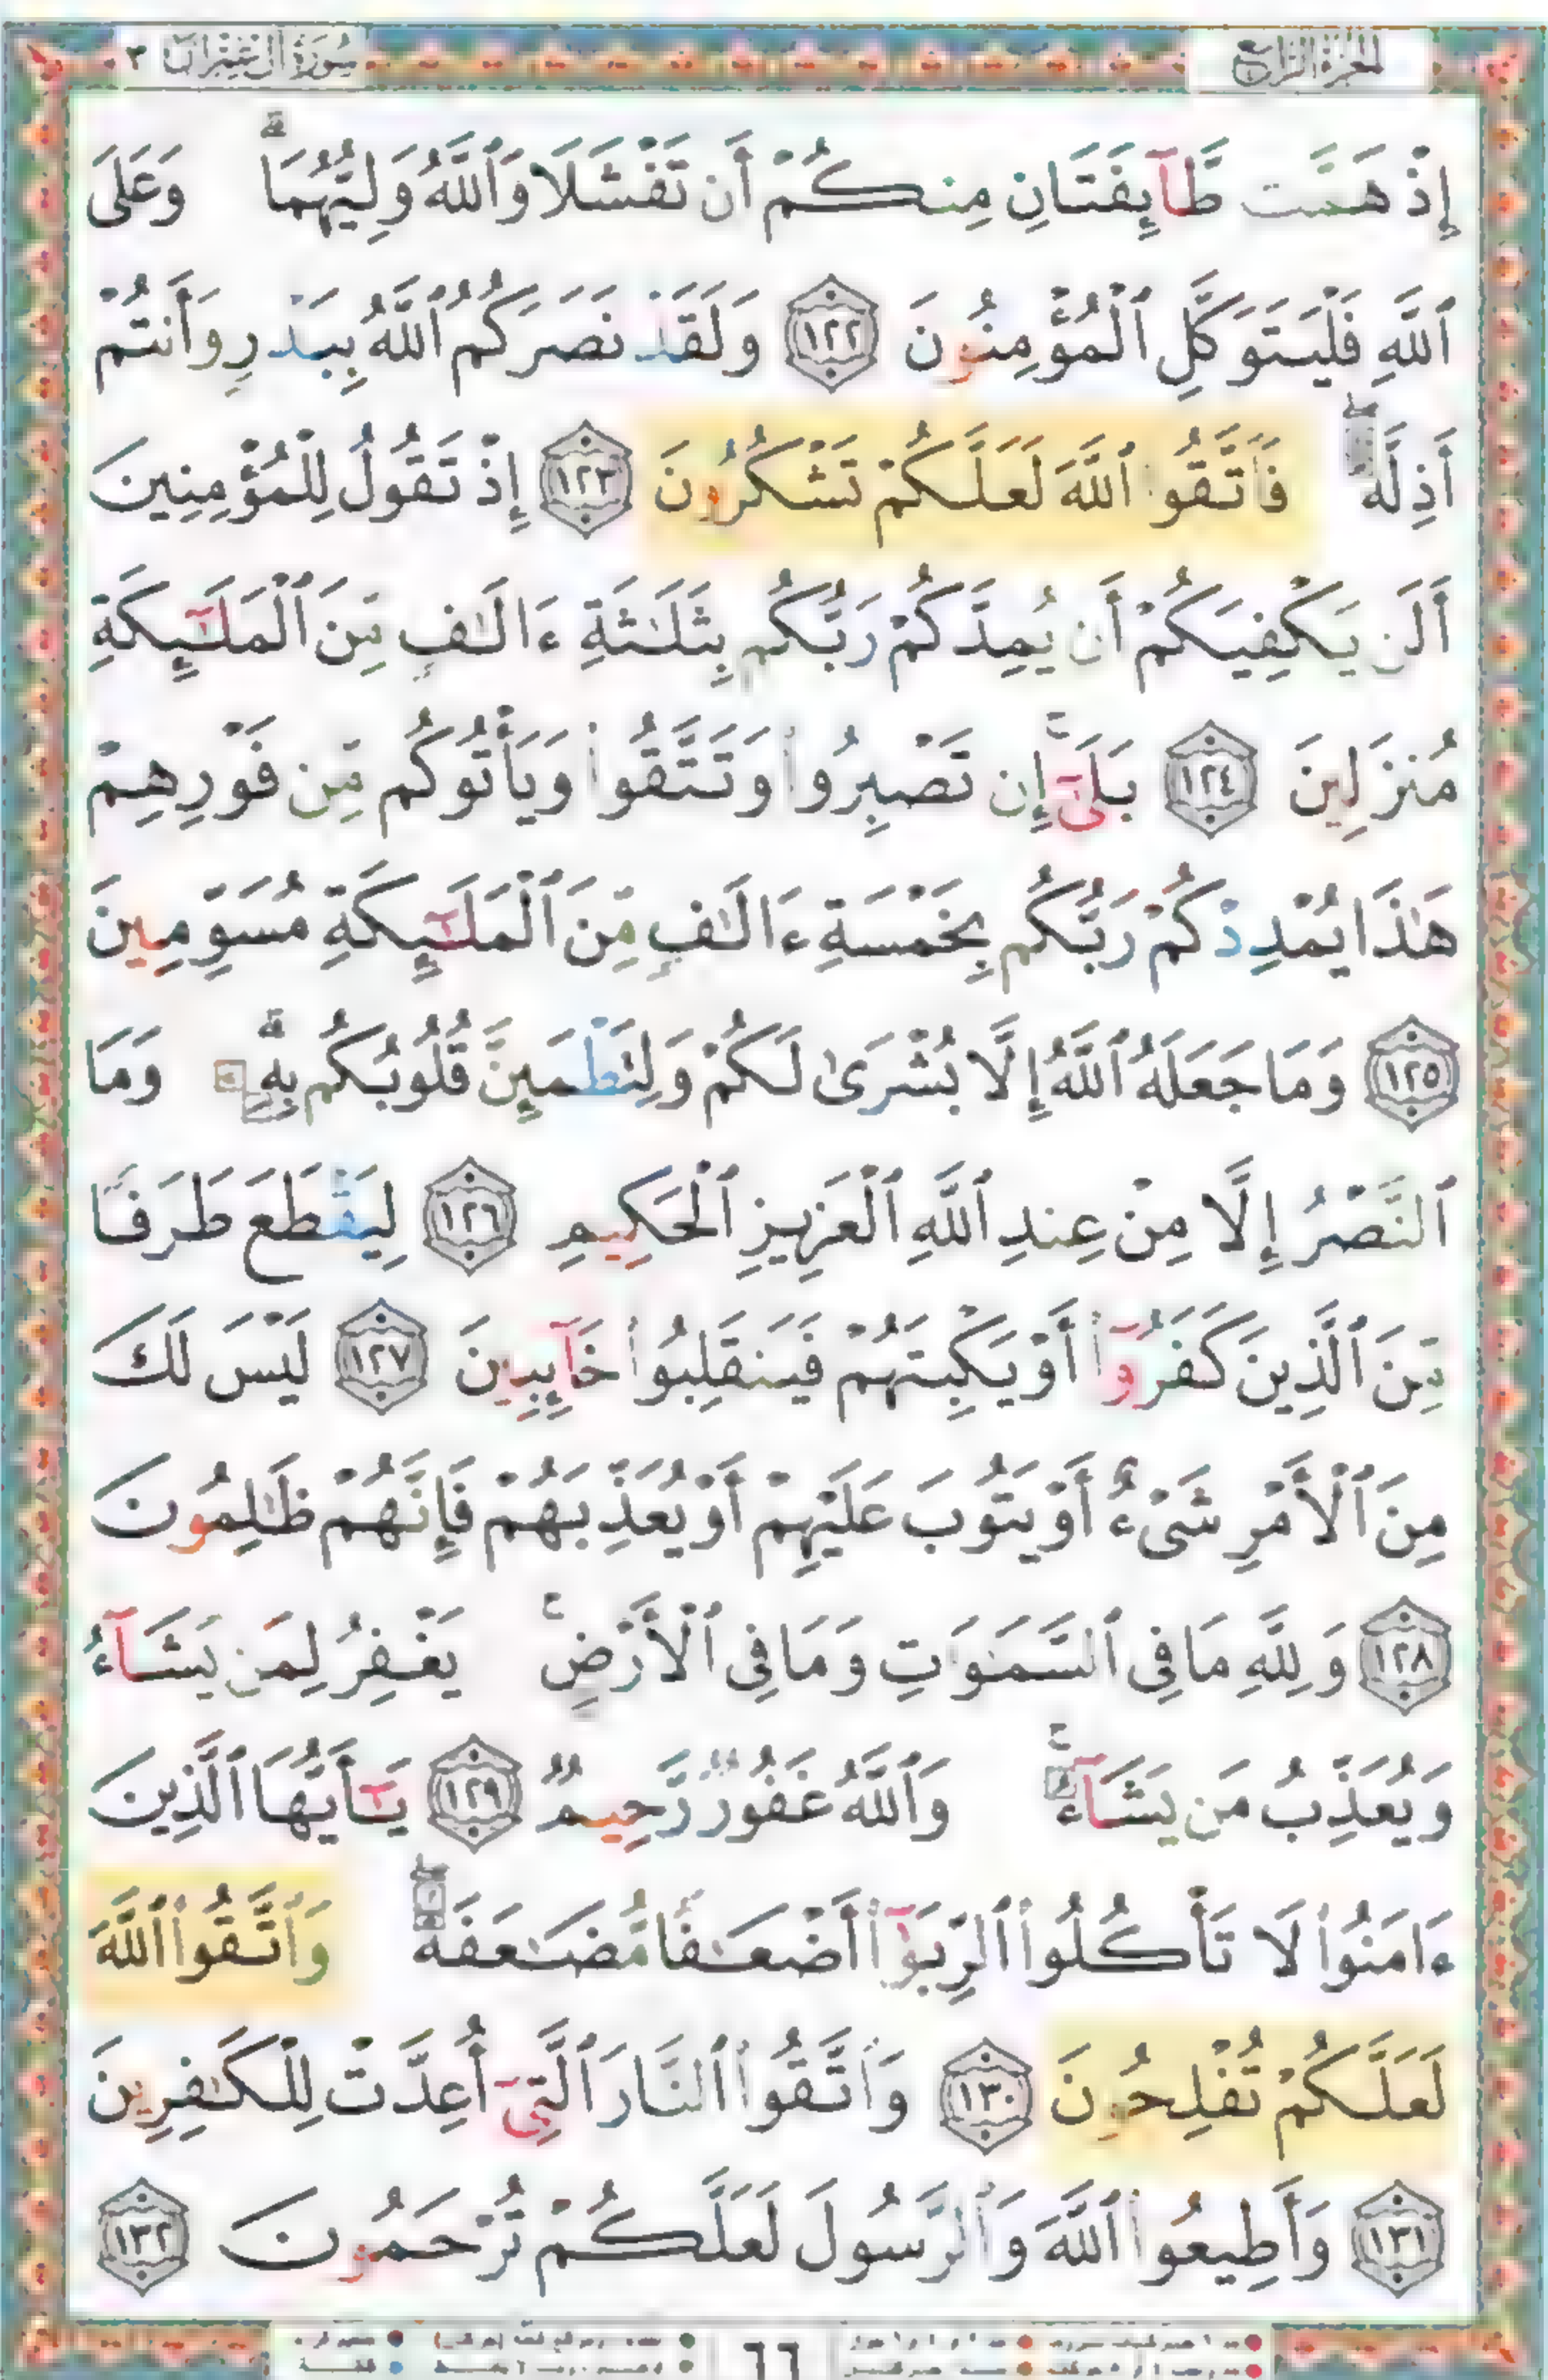 الجزء الرابع
سورة آل عمران ٣
إِذْ هَمَّت طَّآئِفَتَانِ مِنكُمْ أَن تَفْشَلَا وَٱللَّهُ وَلِيُّهُمَا ۗ وَعَلَى
ٱللَّهِ فَلْيَتَوَكَّلِ ٱلْمُؤْمِنُونَ ١٢٢ وَلَقَدْ نَصَرَكُمُ ٱللَّهُ بِبَدْرٍ وَأَنتُمْ
أَذِلَّةٌ ۖ فَٱتَّقُوا۟ ٱللَّهَ لَعَلَّكُمْ تَشْكُرُونَ ١٢٣ إِذْ تَقُولُ لِلْمُؤْمِنِينَ
أَلَن يَكْفِيَكُمْ أَن يُمِدَّكُمْ رَبُّكُم بِثَلَـٰثَةِ ءَالَـٰفٍ مِّنَ ٱلْمَلَـٰٓئِكَةِ
مُنزَلِينَ ١٢٤ بَلَىٰٓ ۚ إِن تَصْبِرُوا۟ وَتَتَّقُوا۟ وَيَأْتُوكُم مِّن فَوْرِهِمْ
هَـٰذَا يُمْدِدْكُمْ رَبُّكُم بِخَمْسَةِ ءَالَـٰفٍ مِّنَ ٱلْمَلَـٰٓئِكَةِ مُسَوِّمِينَ
١٢٥ وَمَا جَعَلَهُ ٱللَّهُ إِلَّا بُشْرَىٰ لَكُمْ وَلِتَطْمَئِنَّ قُلُوبُكُم بِهِۦ ۗ وَمَا
ٱلنَّصْرُ إِلَّا مِنْ عِندِ ٱللَّهِ ٱلْعَزِيزِ ٱلْحَكِيمِ ١٢٦ لِيَقْطَعَ طَرَفًا
مِّنَ ٱلَّذِينَ كَفَرُوٓا۟ أَوْ يَكْبِتَهُمْ فَيَنقَلِبُوا۟ خَآئِبِينَ ١٢٧ لَيْسَ لَكَ
مِنَ ٱلْأَمْرِ شَىْءٌ أَوْ يَتُوبَ عَلَيْهِمْ أَوْ يُعَذِّبَهُمْ فَإِنَّهُمْ ظَـٰلِمُونَ
١٢٨ وَلِلَّهِ مَا فِى ٱلسَّمَـٰوَٰتِ وَمَا فِى ٱلْأَرْضِ ۚ يَغْفِرُ لِمَن يَشَآءُ
وَيُعَذِّبُ مَن يَشَآءُ ۚ وَٱللَّهُ غَفُورٌ رَّحِيمٌ ١٢٩ يَـٰٓأَيُّهَا ٱلَّذِينَ
ءَامَنُوا۟ لَا تَأْكُلُوا۟ ٱلرِّبَوٰٓا۟ أَضْعَـٰفًا مُّضَـٰعَفَةً ۖ وَٱتَّقُوا۟ ٱللَّهَ
لَعَلَّكُمْ تُفْلِحُونَ ١٣٠ وَٱتَّقُوا۟ ٱلنَّارَ ٱلَّتِىٓ أُعِدَّتْ لِلْكَـٰفِرِينَ
١٣١ وَأَطِيعُوا۟ ٱللَّهَ وَٱلرَّسُولَ لَعَلَّكُمْ تُرْحَمُونَ ١٣٢
٦٦